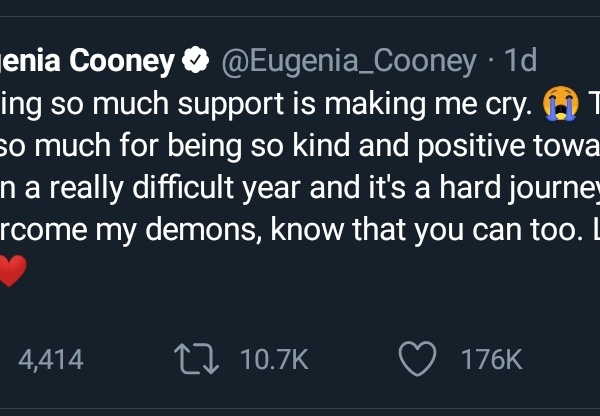 enia Cooney @Eugenia_Cooney · 1d
ing so much support is making me cry. 😭 T
so much for being so kind and positive towa
n a really difficult year and it's a hard journey
rcome my demons, know that you can too. L
❤️
4,414 10.7K 176K